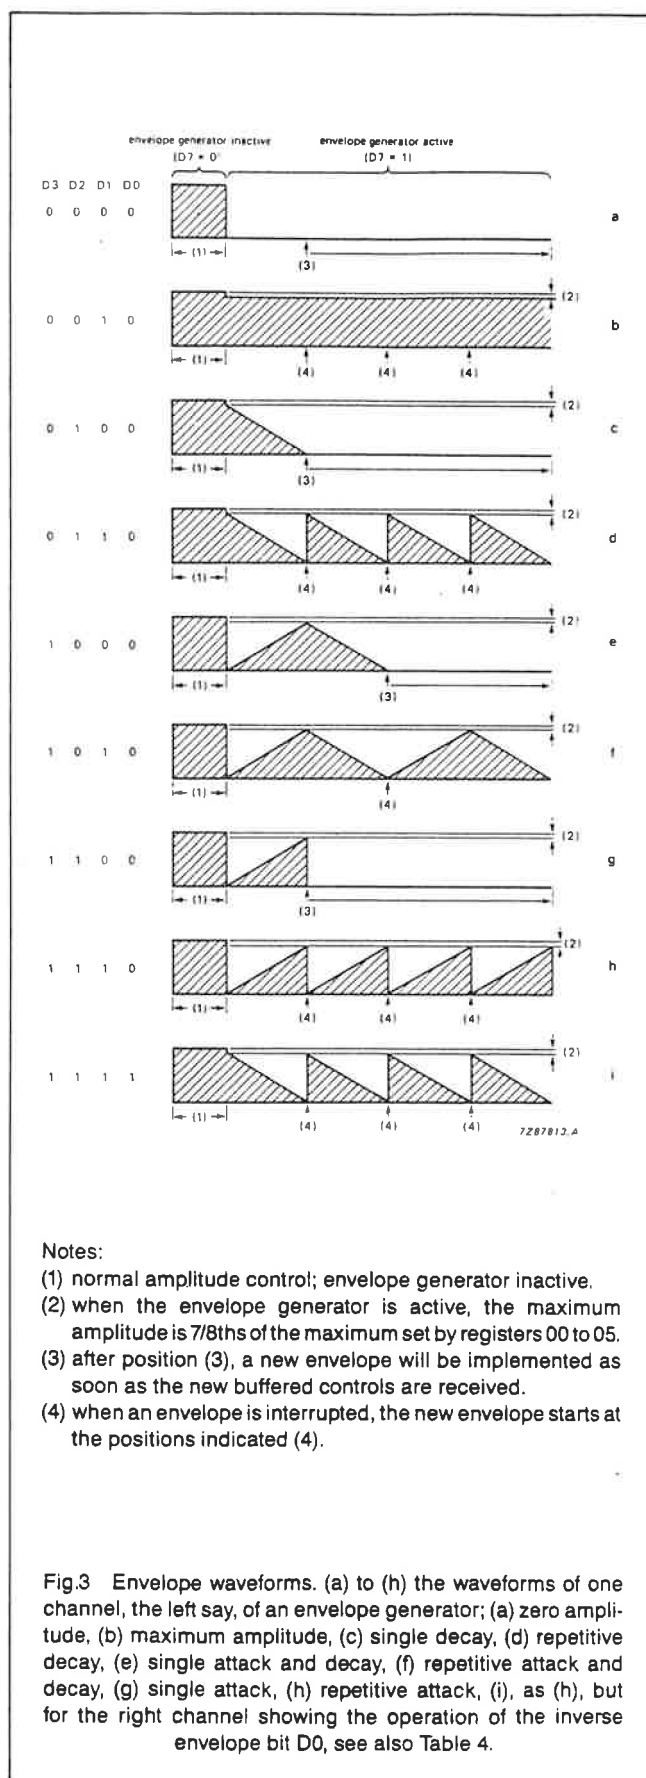 envelope generator inactive envelope generator active
(D7 = 0) (D7 = 1)
D3 D2 D1 D0
0 0 0 0 a
(1)
(3)
(2)
0 0 1 0 b
(1)
(4) (4) (4)
(2)
0 1 0 0 c
(1)
(3)
(2)
0 1 1 0 d
(1)
(4) (4) (4)
(2)
1 0 0 0 e
(1)
(3)
(2)
1 0 1 0 f
(1)
(4)
(2)
1 1 0 0 g
(1)
(3)
(2)
1 1 1 0 h
(1)
(4) (4) (4)
(2)
1 1 1 1 i
(1)
(4) (4) (4)
7Z87813.A
Notes:
(1) normal amplitude control; envelope generator inactive.
(2) when the envelope generator is active, the maximum
amplitude is 7/8ths of the maximum set by registers 00 to 05.
(3) after position (3), a new envelope will be implemented as
soon as the new buffered controls are received.
(4) when an envelope is interrupted, the new envelope starts at
the positions indicated (4).
Fig.3 Envelope waveforms. (a) to (h) the waveforms of one
channel, the left say, of an envelope generator; (a) zero ampli-
tude, (b) maximum amplitude, (c) single decay, (d) repetitive
decay, (e) single attack and decay, (f) repetitive attack and
decay, (g) single attack, (h) repetitive attack, (i), as (h), but
for the right channel showing the operation of the inverse
envelope bit D0, see also Table 4.